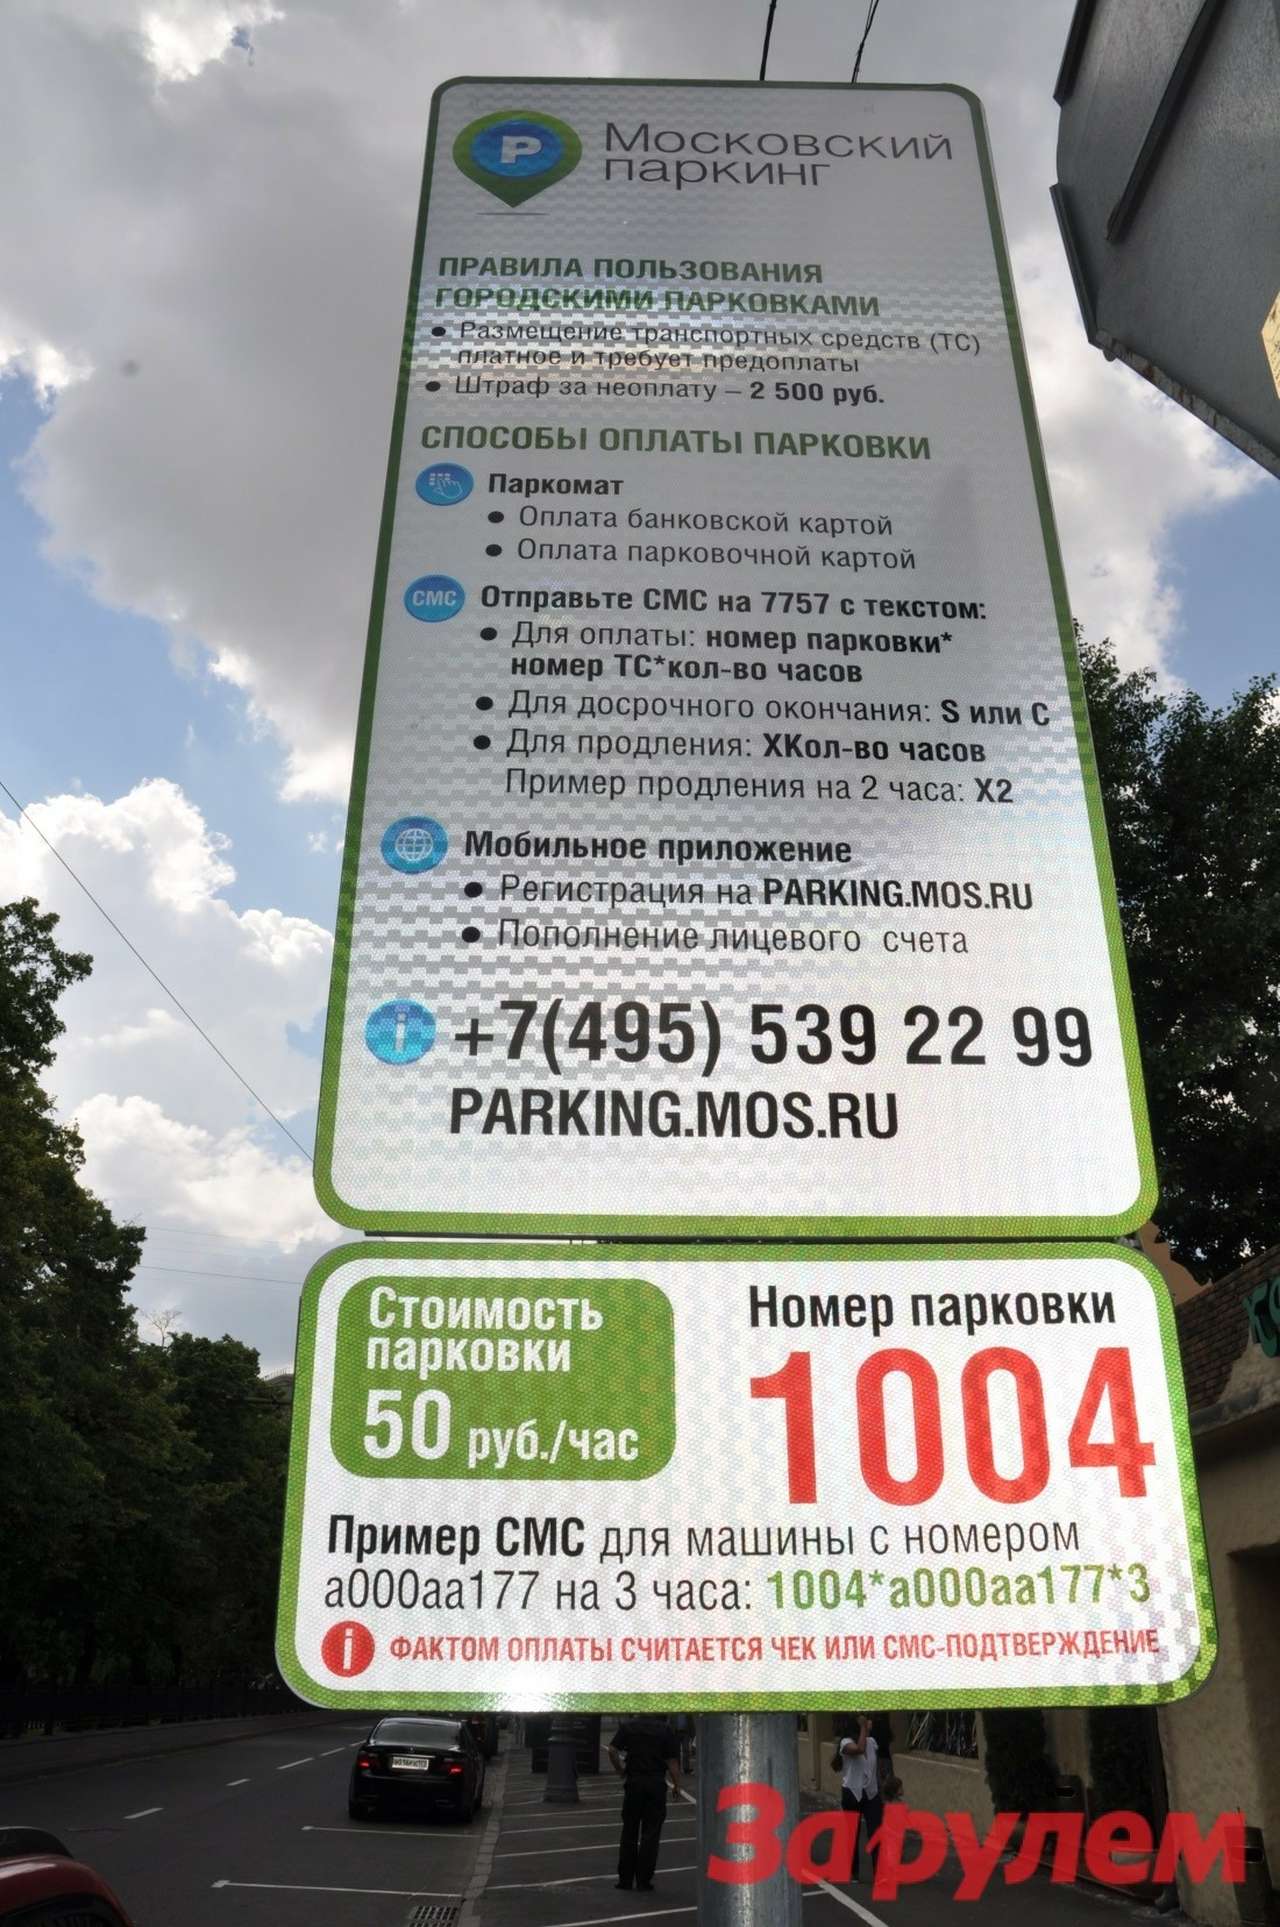 P
Московский
паркинг
ПРАВИЛА ПОЛЬЗОВАНИЯ
ГОРОДСКИМИ ПАРКОВКАМИ
• Размещение транспортных средств (ТС)
платное и требует предоплаты
• Штраф за неоплату – 2 500 руб.
СПОСОБЫ ОПЛАТЫ ПАРКОВКИ
Паркомат
• Оплата банковской картой
• Оплата парковочной картой
СМС Отправьте СМС на 7757 с текстом:
• Для оплаты: номер парковки*
номер ТС*кол-во часов
• Для досрочного окончания: S или С
• Для продления: ХКол-во часов
Пример продления на 2 часа: Х2
Мобильное приложение
• Регистрация на PARKING.MOS.RU
• Пополнение лицевого счета
i +7(495) 539 22 99
PARKING.MOS.RU
Стоимость
парковки
50 руб./час
Номер парковки
1004
Пример СМС для машины с номером
а000аа177 на 3 часа: 1004*а000аа177*3
i ФАКТОМ ОПЛАТЫ СЧИТАЕТСЯ ЧЕК ИЛИ СМС-ПОДТВЕРЖДЕНИЕ
Зарулем